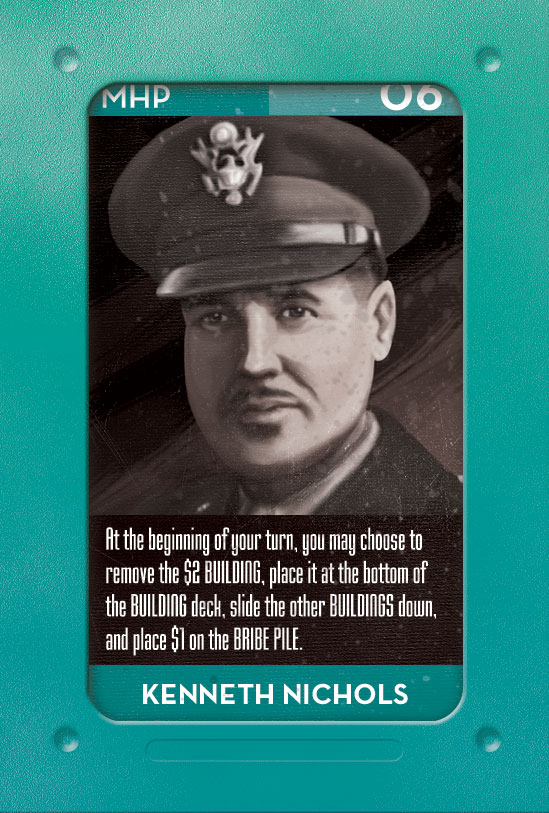 MHP 06
At the beginning of your turn, you may choose to
remove the $2 BUILDING, place it at the bottom of
the BUILDING deck, slide the other BUILDINGS down,
and place $1 on the BRIBE PILE.
KENNETH NICHOLS